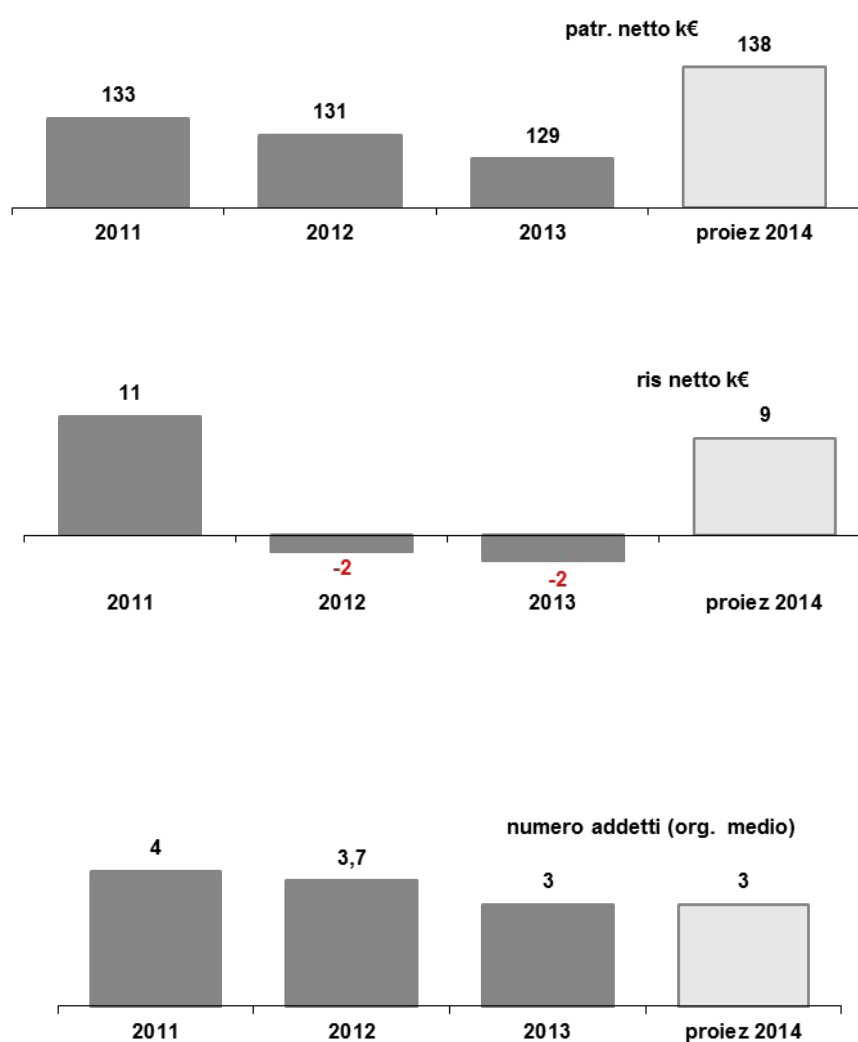 patr. netto k€
138
133
131
129
2011 2012 2013 proiez 2014
ris netto k€
11
9
-2
-2
2011 2012 2013 proiez 2014
numero addetti (org. medio)
4
3,7
3
3
2011 2012 2013 proiez 2014